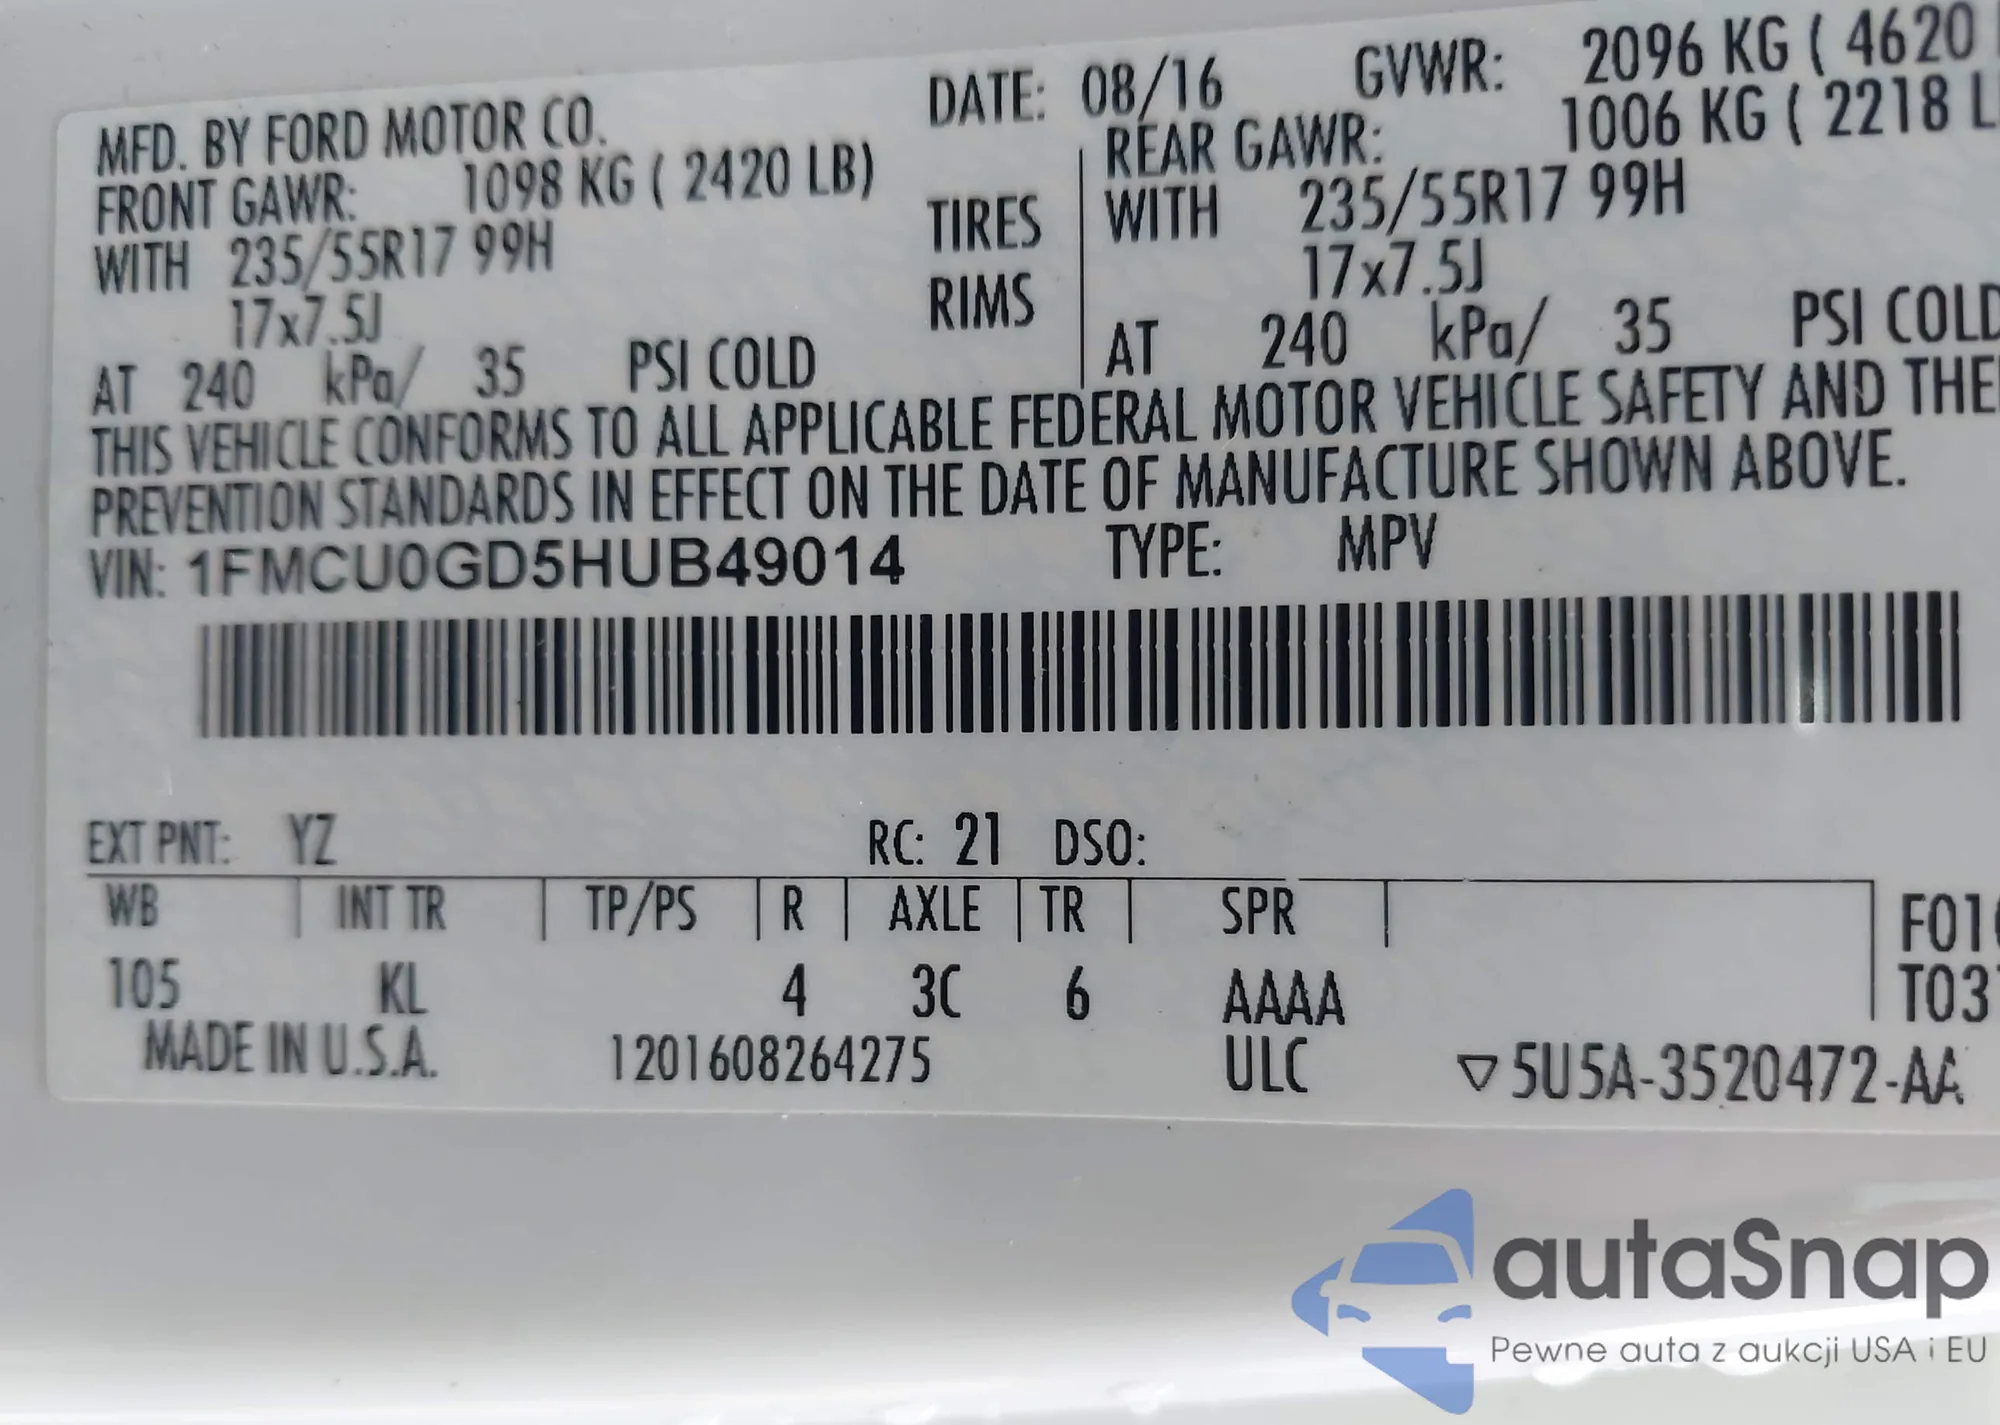 MFD. BY FORD MOTOR CO. DATE: 08/16 GVWR: 2096 KG ( 4620
FRONT GAWR: 1098 KG ( 2420 LB) REAR GAWR: 1006 KG ( 2218
WITH 235/55R17 99H TIRES WITH 235/55R17 99H
17x7.5J RIMS 17x7.5J
AT 240 kPa/ 35 PSI COLD AT 240 kPa/ 35 PSI COLD
THIS VEHICLE CONFORMS TO ALL APPLICABLE FEDERAL MOTOR VEHICLE SAFETY AND
PREVENTION STANDARDS IN EFFECT ON THE DATE OF MANUFACTURE SHOWN ABOVE.
VIN: 1FMCU0GD5HUB49014 TYPE: MPV
EXT PNT: YZ RC: 21 DSO:
WB INT TR TP/PS R AXLE TR SPR
105 KL 4 3C 6 AAAA
MADE IN U.S.A. 1201608264275 ULC ▽5U5A-3520472-AA
autaSnap
Pewne auta z aukcji USA i EU